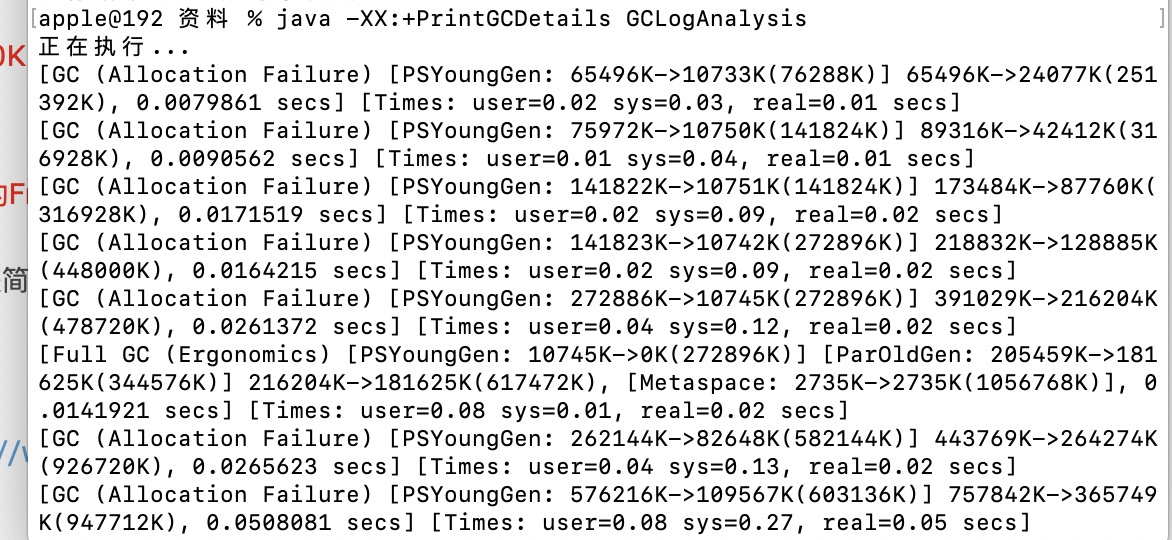 [apple@192 资料 % java -XX:+PrintGCDetails GCLogAnalysis ]
正在执行...
[GC (Allocation Failure) [PSYoungGen: 65496K->10733K(76288K)] 65496K->24077K(251
392K), 0.0079861 secs] [Times: user=0.02 sys=0.03, real=0.01 secs]
[GC (Allocation Failure) [PSYoungGen: 75972K->10750K(141824K)] 89316K->42412K(31
6928K), 0.0090562 secs] [Times: user=0.01 sys=0.04, real=0.01 secs]
[GC (Allocation Failure) [PSYoungGen: 141822K->10751K(141824K)] 173484K->87760K(
316928K), 0.0171519 secs] [Times: user=0.02 sys=0.09, real=0.02 secs]
[GC (Allocation Failure) [PSYoungGen: 141823K->10742K(272896K)] 218832K->128885K
(448000K), 0.0164215 secs] [Times: user=0.02 sys=0.09, real=0.02 secs]
[GC (Allocation Failure) [PSYoungGen: 272886K->10745K(272896K)] 391029K->216204K
(478720K), 0.0261372 secs] [Times: user=0.04 sys=0.12, real=0.02 secs]
[Full GC (Ergonomics) [PSYoungGen: 10745K->0K(272896K)] [ParOldGen: 205459K->181
625K(344576K)] 216204K->181625K(617472K), [Metaspace: 2735K->2735K(1056768K)], 0
.0141921 secs] [Times: user=0.08 sys=0.01, real=0.02 secs]
[GC (Allocation Failure) [PSYoungGen: 262144K->82648K(582144K)] 443769K->264274K
(926720K), 0.0265623 secs] [Times: user=0.04 sys=0.13, real=0.02 secs]
[GC (Allocation Failure) [PSYoungGen: 576216K->109567K(603136K)] 757842K->365749
K(947712K), 0.0508081 secs] [Times: user=0.08 sys=0.27, real=0.05 secs]
0K
简